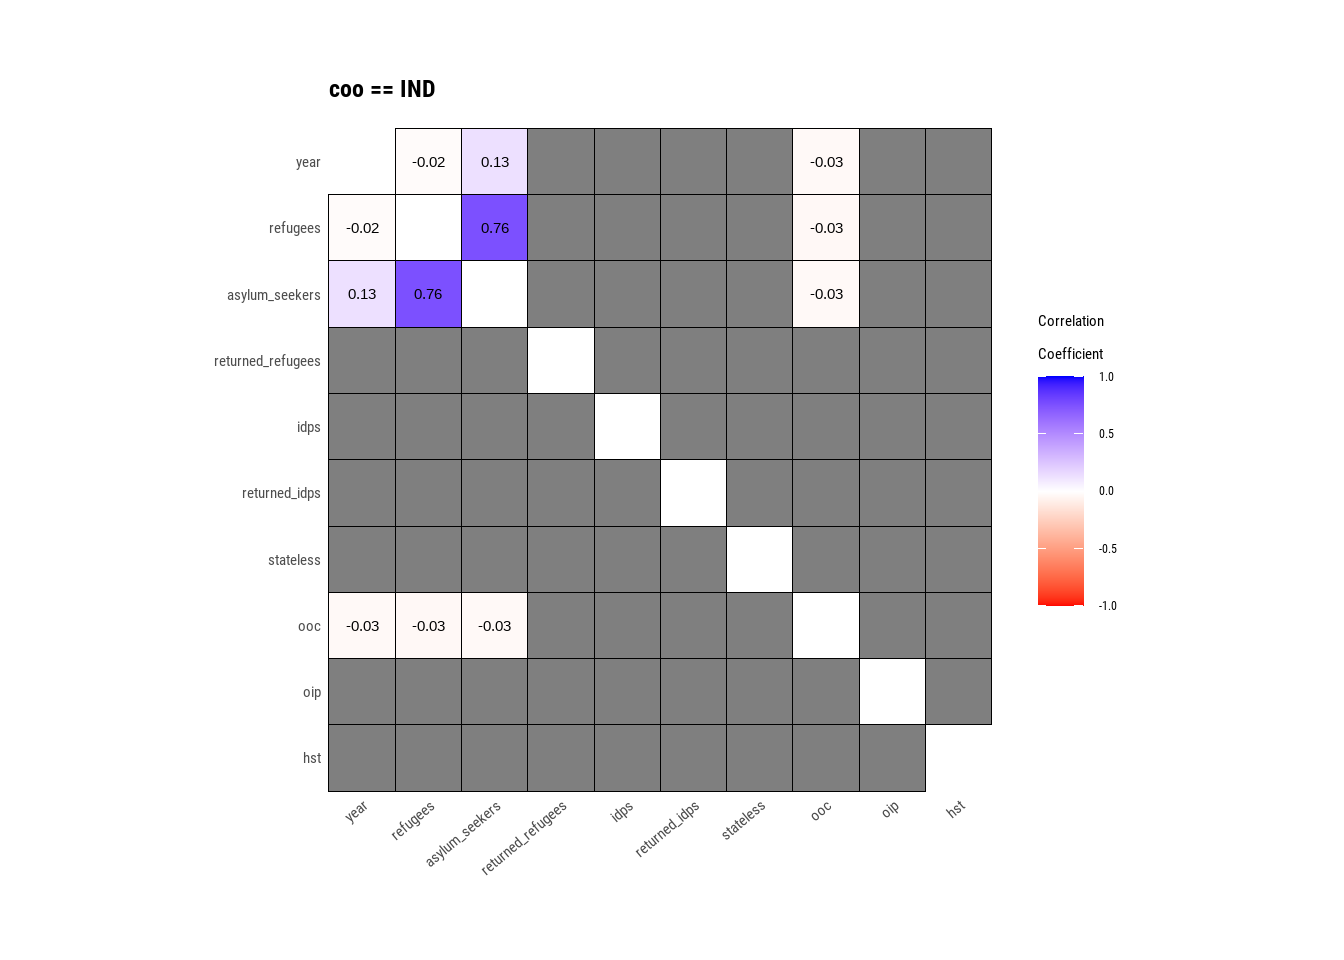 coo == IND
year -0.02 0.13 -0.03
refugees -0.02 0.76 -0.03
asylum_seekers 0.13 0.76 -0.03
returned_refugees
idps
returned_idps
stateless
ooc -0.03 -0.03 -0.03
oip
hst
year refugees asylum_seekers returned_refugees idps returned_idps stateless ooc oip hst
Correlation
Coefficient
1.0
0.5
0.0
-0.5
-1.0